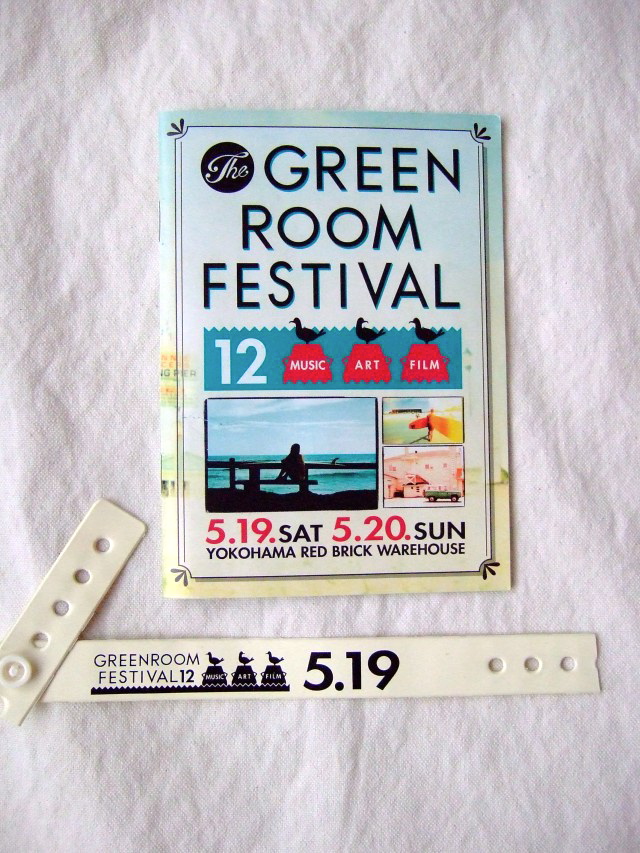 The GREEN
ROOM
FESTIVAL
12 MUSIC ART FILM
5.19.SAT 5.20.SUN
YOKOHAMA RED BRICK WAREHOUSE
GREENROOM
FESTIVAL12 MUSIC ART FILM
5.19